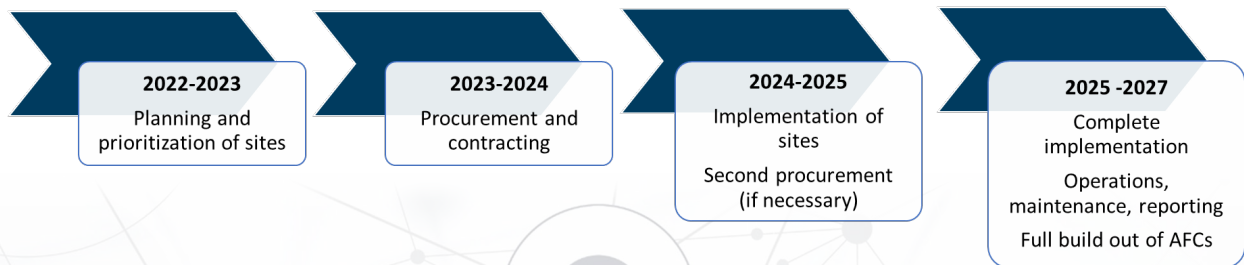 2022-2023
Planning and
prioritization of sites
2023-2024
Procurement and
contracting
2024-2025
Implementation of
sites
Second procurement
(if necessary)
2025 -2027
Complete
implementation
Operations,
maintenance, reporting
Full build out of AFCs